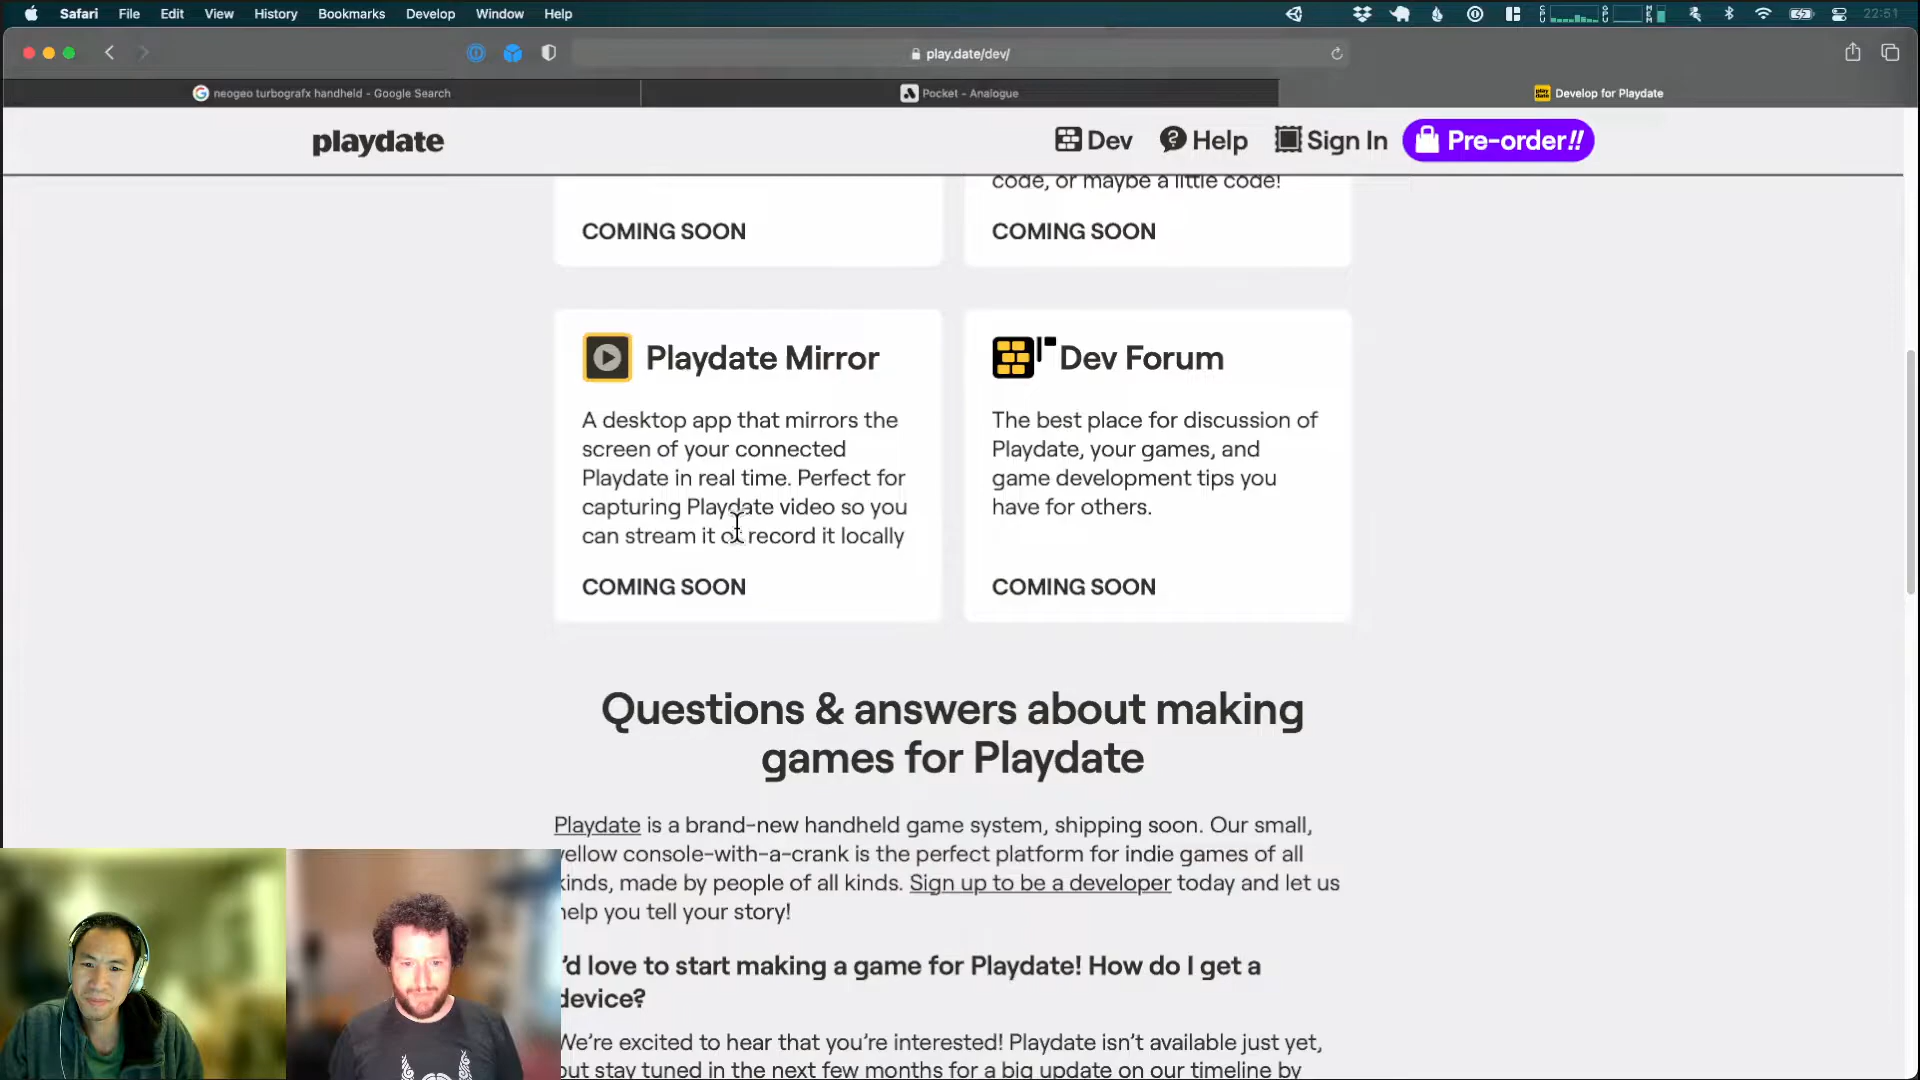 Safari File Edit View History Bookmarks Develop Window Help 22:51
play.date/dev/
neogeo turbografx handheld - Google Search
Pocket - Analogue
Develop for Playdate
playdate
Dev
Help
Sign In
Pre-order!!
code, or maybe a little code!
COMING SOON
COMING SOON
Playdate Mirror
A desktop app that mirrors the
screen of your connected
Playdate in real time. Perfect for
capturing Playdate video so you
can stream it or record it locally
COMING SOON
Dev Forum
The best place for discussion of
Playdate, your games, and
game development tips you
have for others.
COMING SOON
Questions & answers about making
games for Playdate
Playdate is a brand-new handheld game system, shipping soon. Our small,
yellow console-with-a-crank is the perfect platform for indie games of all
kinds, made by people of all kinds. Sign up to be a developer today and let us
help you tell your story!
'd love to start making a game for Playdate! How do I get a
device?
We're excited to hear that you're interested! Playdate isn't available just yet,
but stay tuned in the next few months for a big update on our timeline by